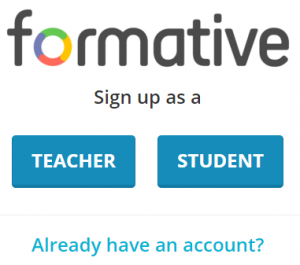 formative
Sign up as a
TEACHER STUDENT
Already have an account?